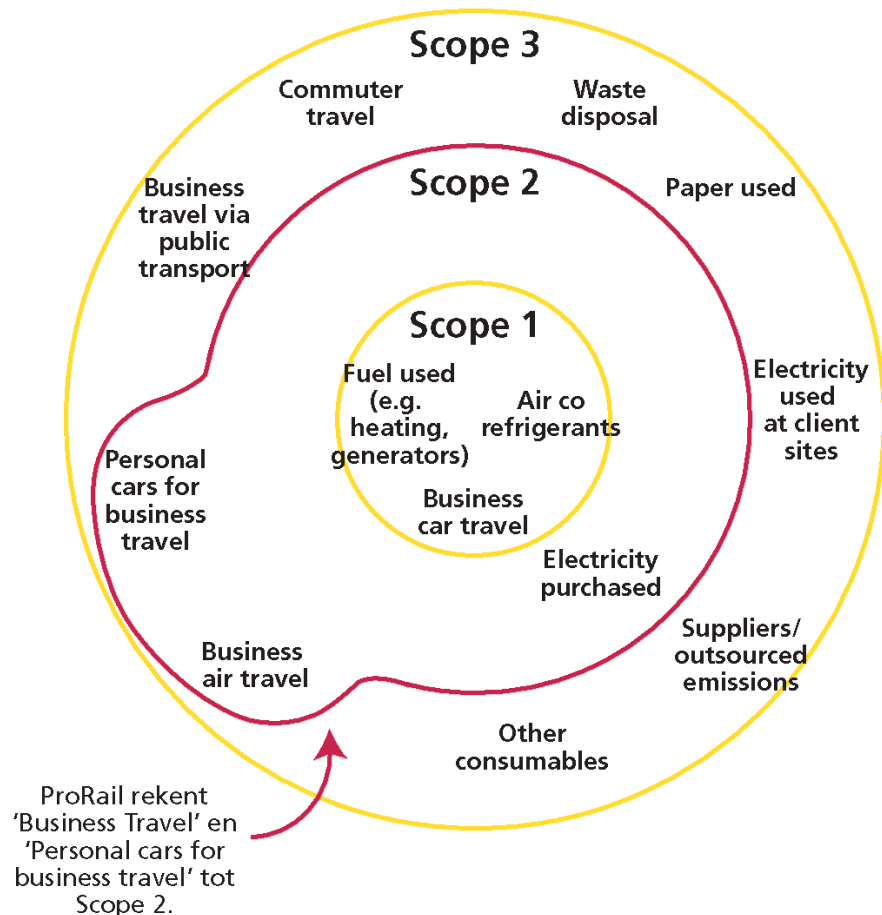 Scope 3
Commuter
travel
Waste
disposal
Business
travel via
public
transport
Scope 2
Paper used
Scope 1
Fuel used
(e.g.
heating,
generators)
Air co
refrigerants
Electricity
used
at client
sites
Personal
cars for
business
travel
Business
car travel
Electricity
purchased
Business
air travel
Suppliers/
outsourced
emissions
Other
consumables
ProRail rekent
'Business Travel' en
'Personal cars for
business travel' tot
Scope 2.